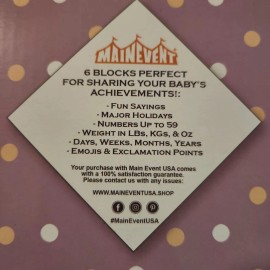 MAINEVENT
6 BLOCKS PERFECT
FOR SHARING YOUR BABY'S
ACHIEVEMENTS!:
- FUN SAYINGS
- MAJOR HOLIDAYS
- NUMBERS UP TO 59
- WEIGHT IN LBS, KGS, & OZ
- DAYS, WEEKS, MONTHS, YEARS
- EMOJIS & EXCLAMATION POINTS
Your purchase with Main Event USA comes
with a 100% satisfaction guarantee.
Please contact us with any issues:
WWW.MAINEVENTUSA.SHOP
#MainEventUSA